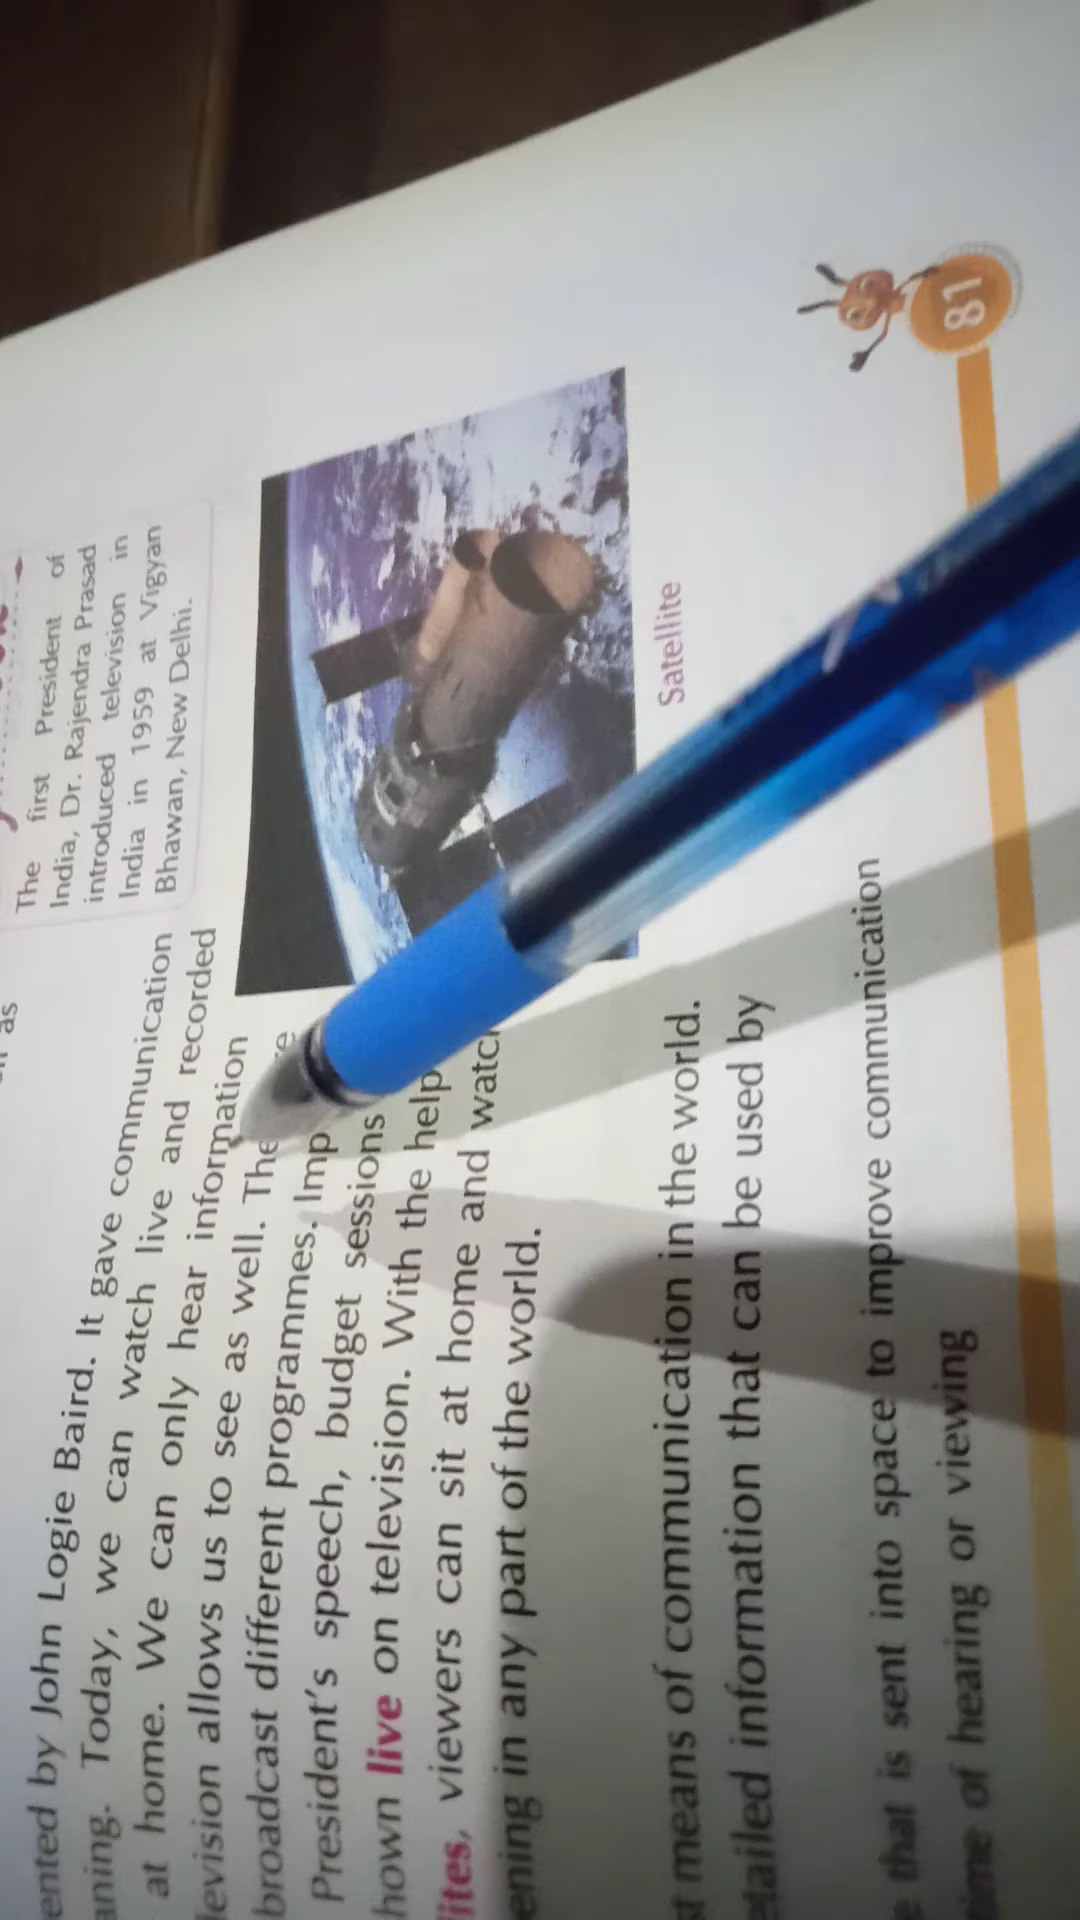 as
The first President of
India, Dr. Rajendra Prasad
introduced television in
India in 1959 at Vigyan
Bhawan, New Delhi.
ented by John Logie Baird. It gave communication
aning. Today, we can watch live and recorded
at home. We can only hear information
levision allows us to see as well. The
broadcast different programmes. Imp
President's speech, budget sessions
hown live on television. With the help
lites, viewers can sit at home and watc
ening in any part of the world.
Satellite
st means of communication in the world.
etailed information that can be used by
that is sent into space to improve communication
time of hearing or viewing
81